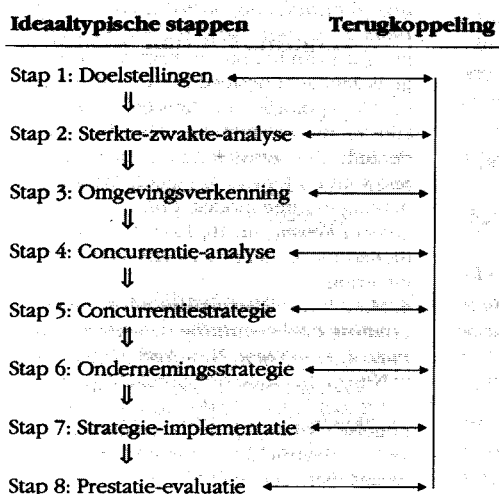 Ideaaltypische stappen Terugkoppeling
Stap 1: Doelstellingen
Stap 2: Sterkte-zwakte-analyse
Stap 3: Omgevingsverkenning
Stap 4: Concurrentie-analyse
Stap 5: Concurrentiestrategie
Stap 6: Ondernemingsstrategie
Stap 7: Strategie-implementatie
Stap 8: Prestatie-evaluatie